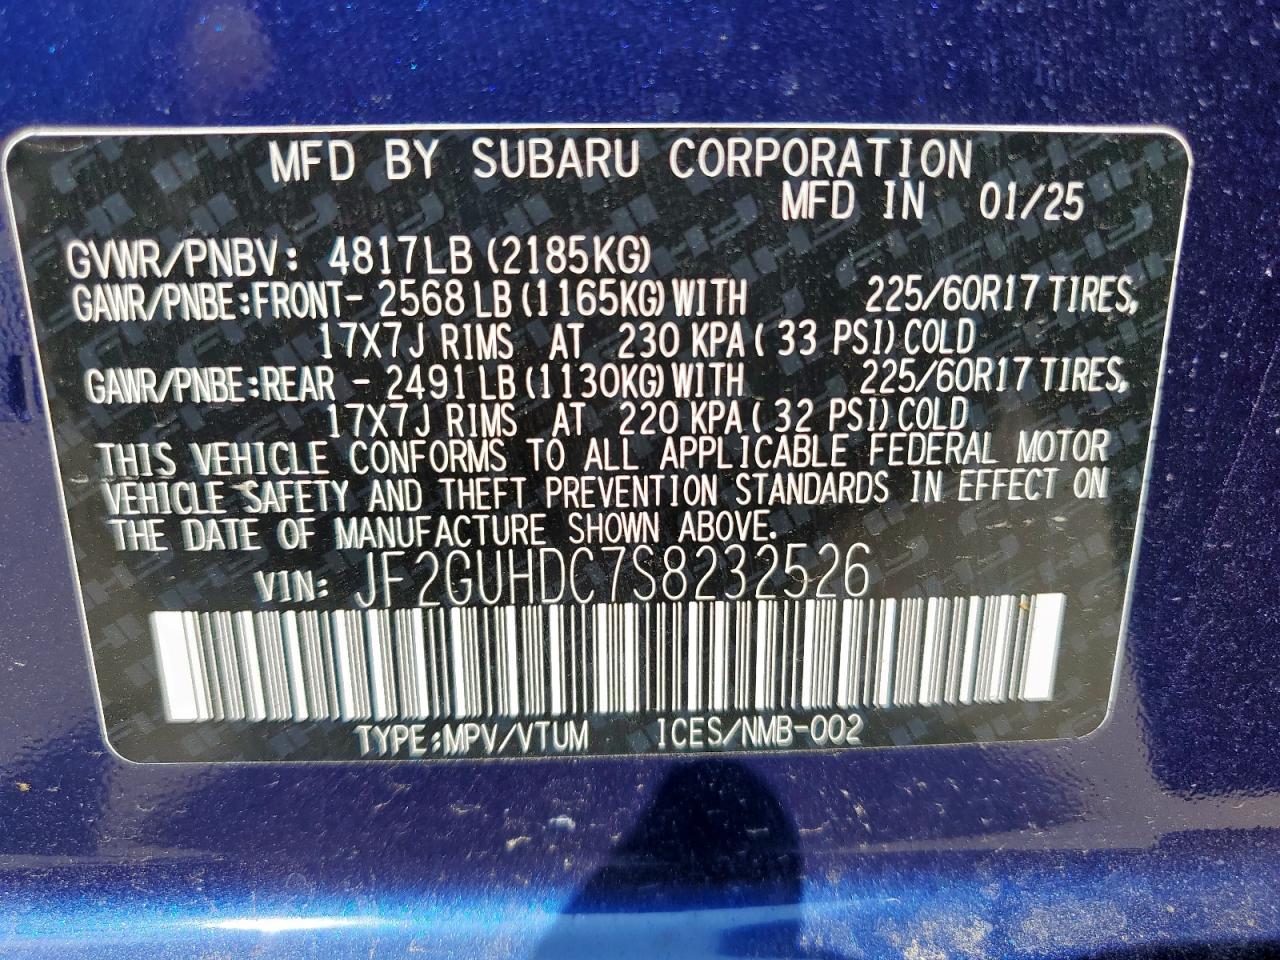 MFD BY SUBARU CORPORATION
MFD IN 01/25
GVWR/PNBV: 4817LB (2185KG)
GAWR/PNBE:FRONT- 2568 LB (1165KG) WITH 225/60R17 TIRES,
17X7J RIMS AT 230 KPA ( 33 PSI) COLD
GAWR/PNBE:REAR - 2491 LB (1130KG) WITH 225/60R17 TIRES,
17X7J RIMS AT 220 KPA ( 32 PSI) COLD
THIS VEHICLE CONFORMS TO ALL APPLICABLE FEDERAL MOTOR
VEHICLE SAFETY AND THEFT PREVENTION STANDARDS IN EFFECT ON
THE DATE OF MANUFACTURE SHOWN ABOVE.
VIN: JF2GUHDC7S8232526
TYPE:MPV/VTUM ICES/NMB-002